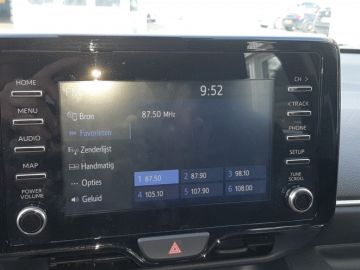 HOME
MENU
AUDIO
MAP
POWER
VOLUME
9:52
Bron
87.50 MHz
Favorieten
Zenderlijst
Handmatig
Opties
Geluid
1 87.50
2 87.90
3 98.10
4 105.10
5 107.90
6 108.00
CH >
< TRACK
PHONE
SETUP
TUNE
SCROLL